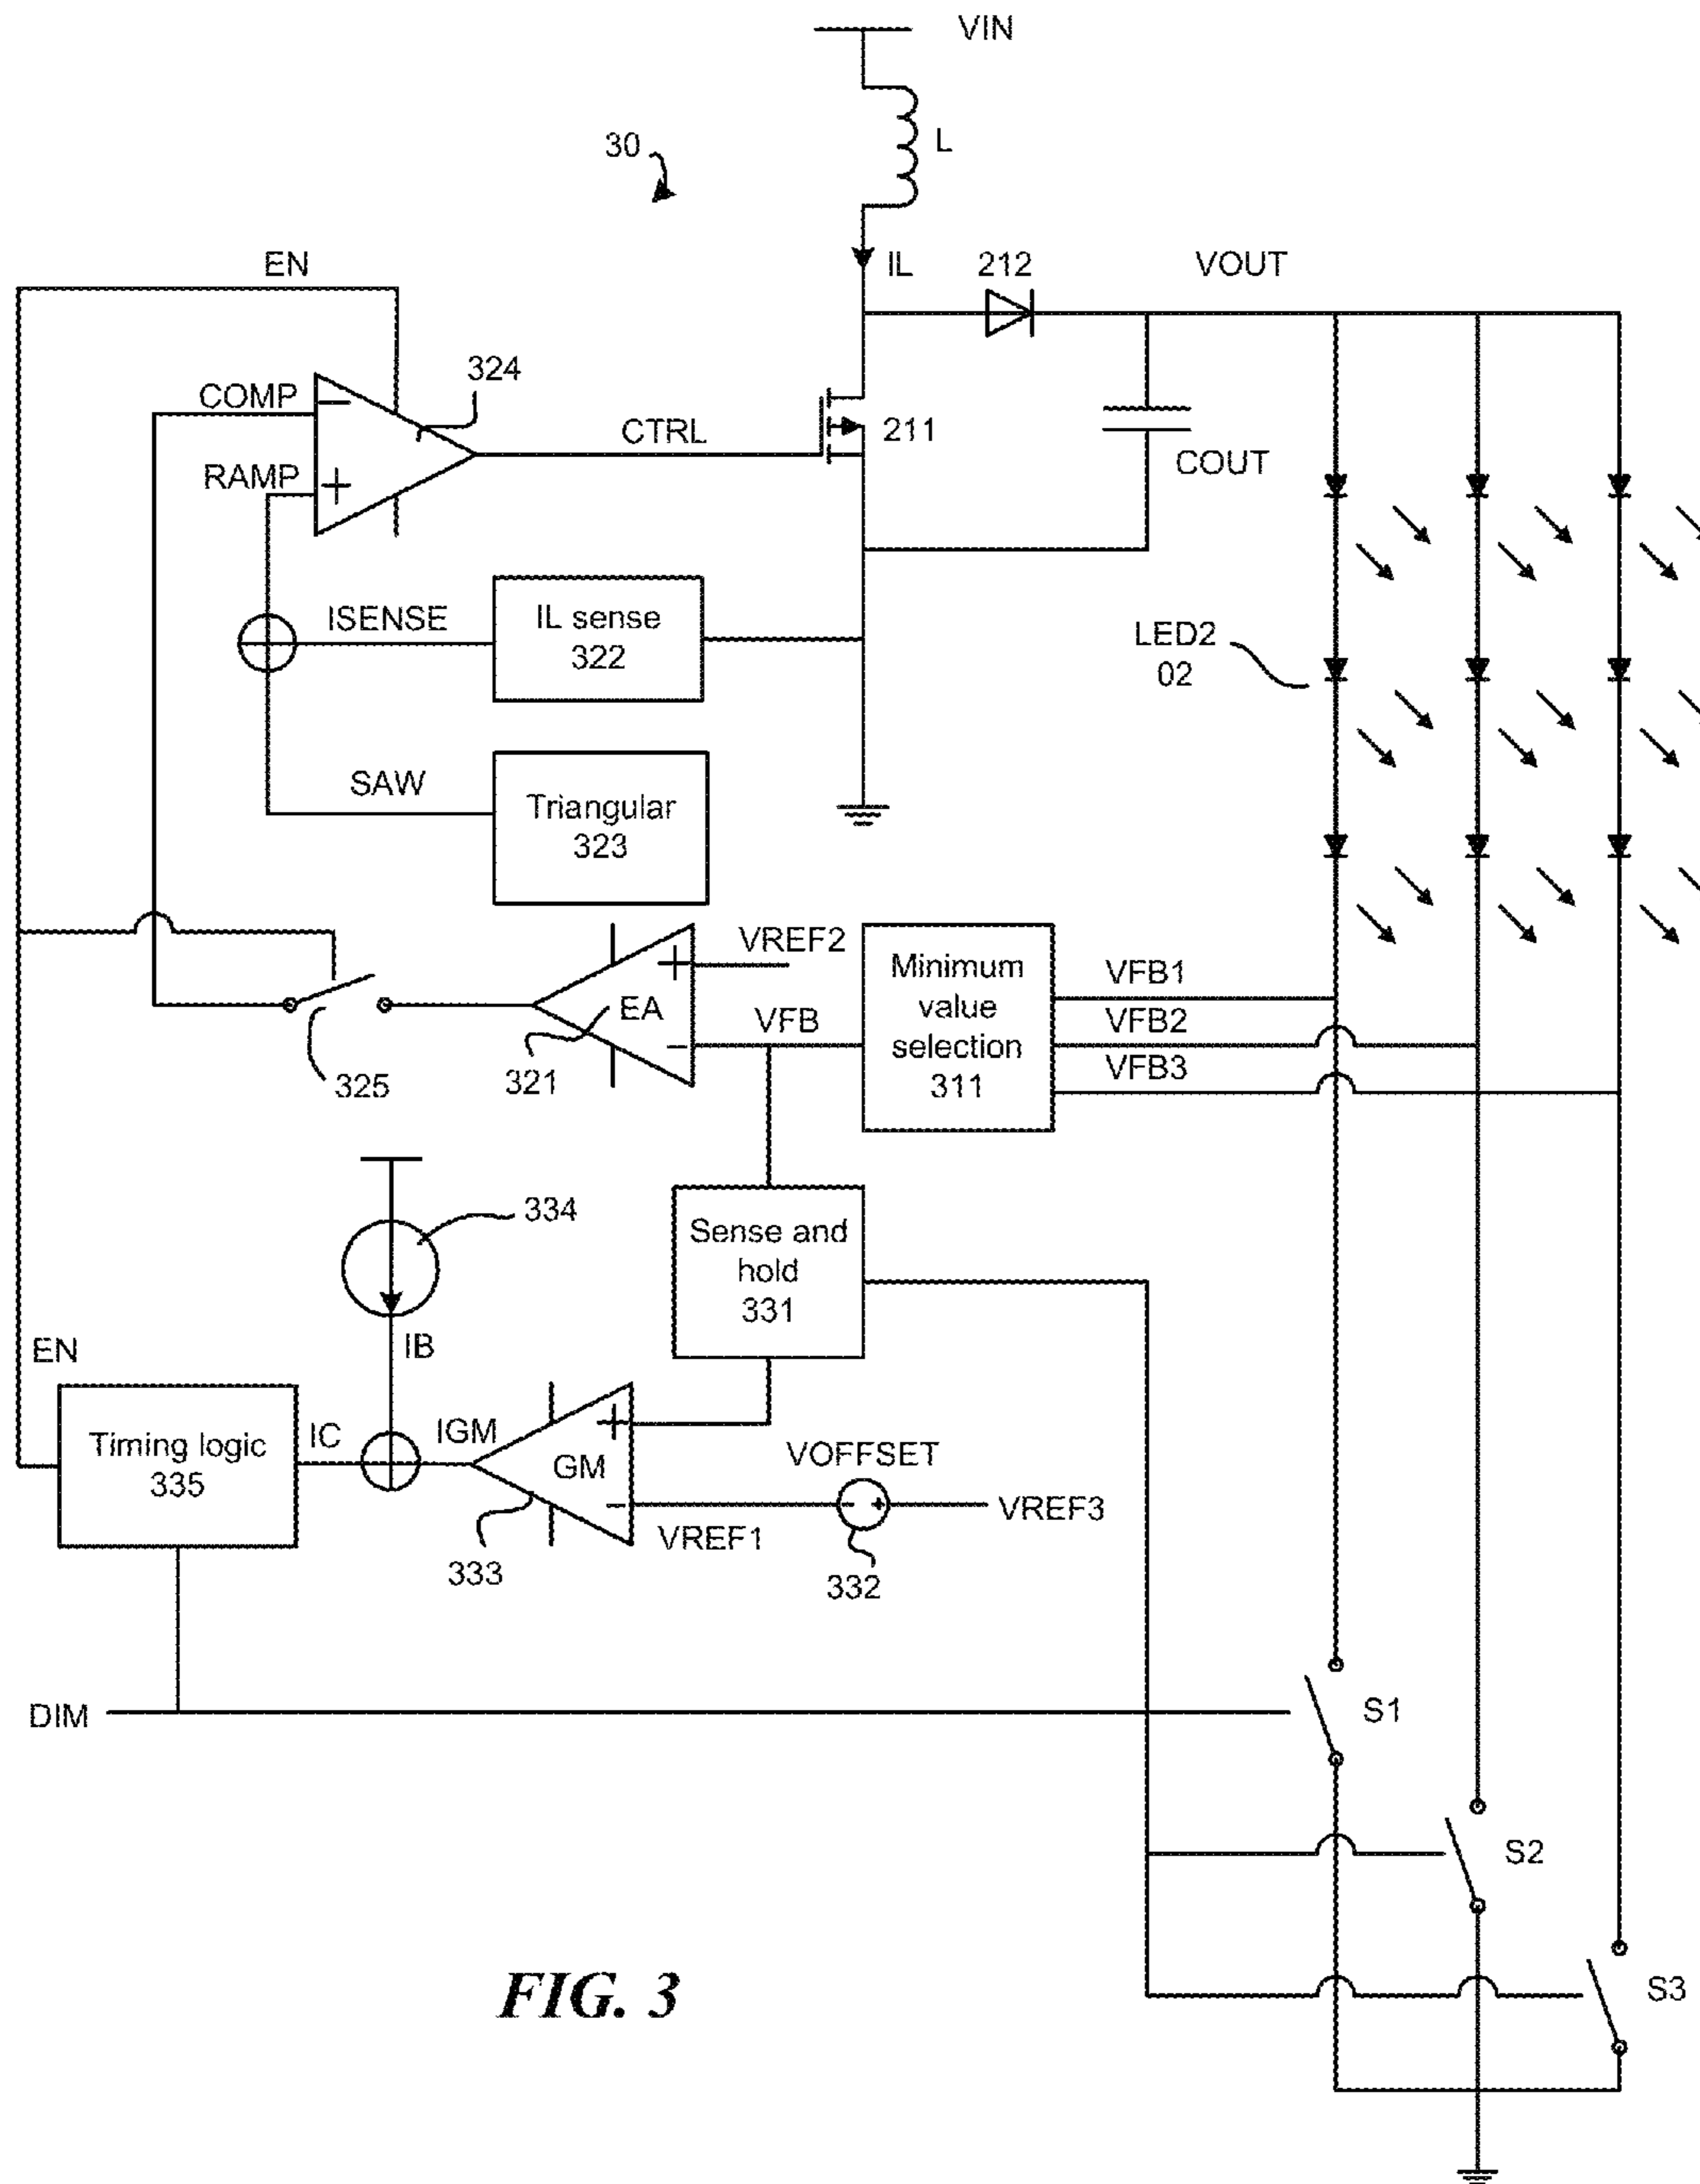 VIN
30
L
EN
IL
212
VOUT
324
COMP
CTRL
211
RAMP
COUT
ISENSE
IL sense
322
LED2
02
SAW
Triangular
323
VREF2
Minimum
value
selection
311
VFB1
EA
VFB
VFB2
VFB3
325
321
334
Sense and
hold
331
IB
EN
Timing logic
335
IC
IGM
GM
VOFFSET
VREF3
VREF1
333
332
DIM
S1
S2
S3
FIG. 3